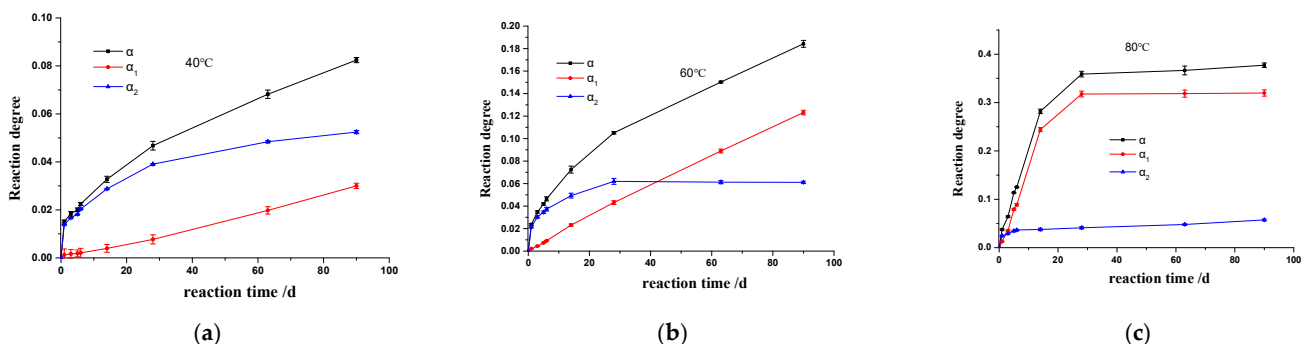 0.10
0.08
0.06
0.04
0.02
0.00
0 20 40 60 80 100
Reaction degree
reaction time /d
α
α1
α2
40℃
(a)
0.20
0.18
0.16
0.14
0.12
0.10
0.08
0.06
0.04
0.02
0.00
0 20 40 60 80 100
Reaction degree
reaction time /d
α
α1
α2
60℃
(b)
0.4
0.3
0.2
0.1
0.0
0 20 40 60 80 100
Reaction degree
reaction time /d
80℃
α
α1
α2
(c)